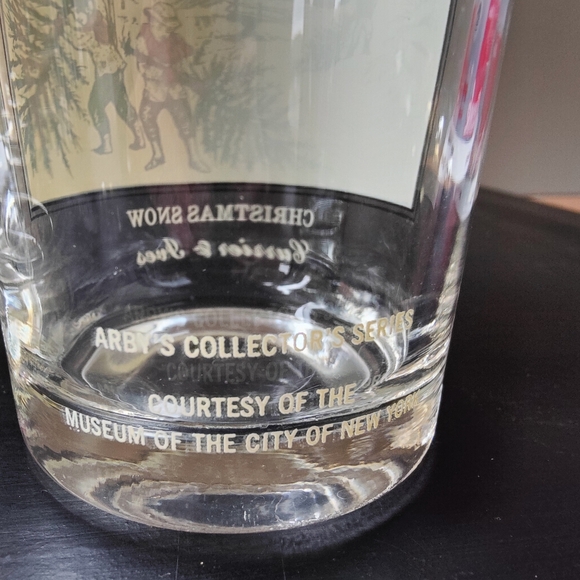 CHRISTMAS SNOW
Currier & Ives
ARBY'S COLLECTOR'S SERIES
COURTESY OF THE
MUSEUM OF THE CITY OF NEW YORK